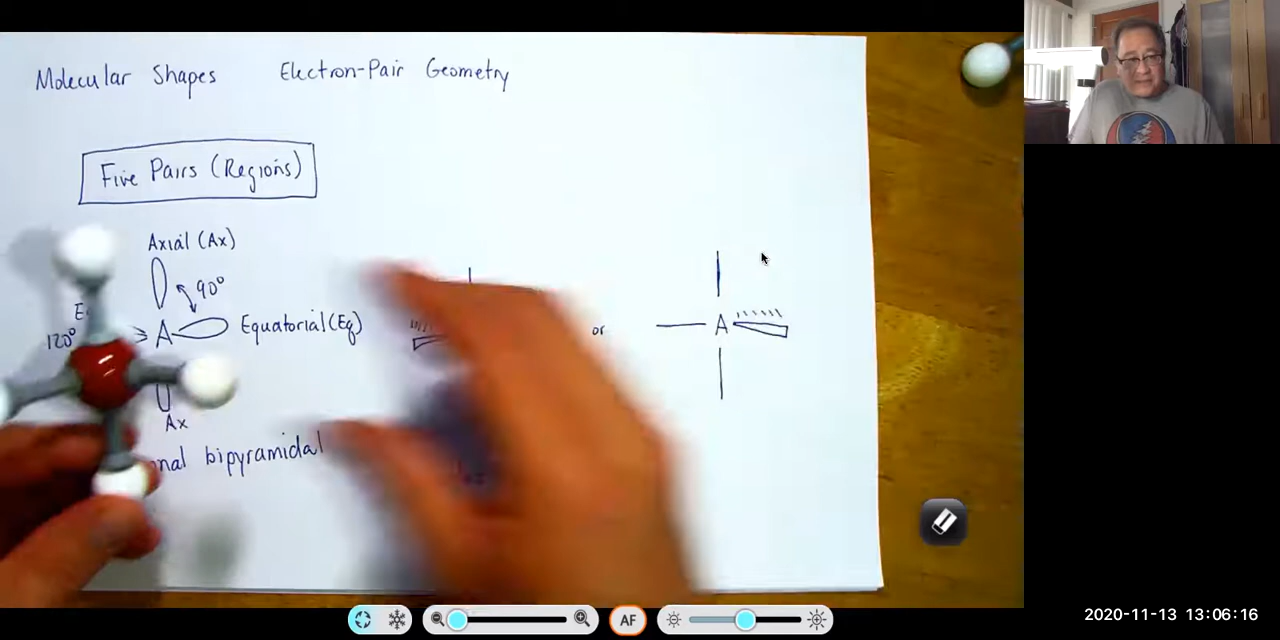 Molecular Shapes Electron-Pair Geometry
Five Pairs (Regions)
Axial (Ax)
90°
Equatorial (Eq)
120°
A
or
A
Ax
bipyramidal
AF
2020-11-13 13:06:16